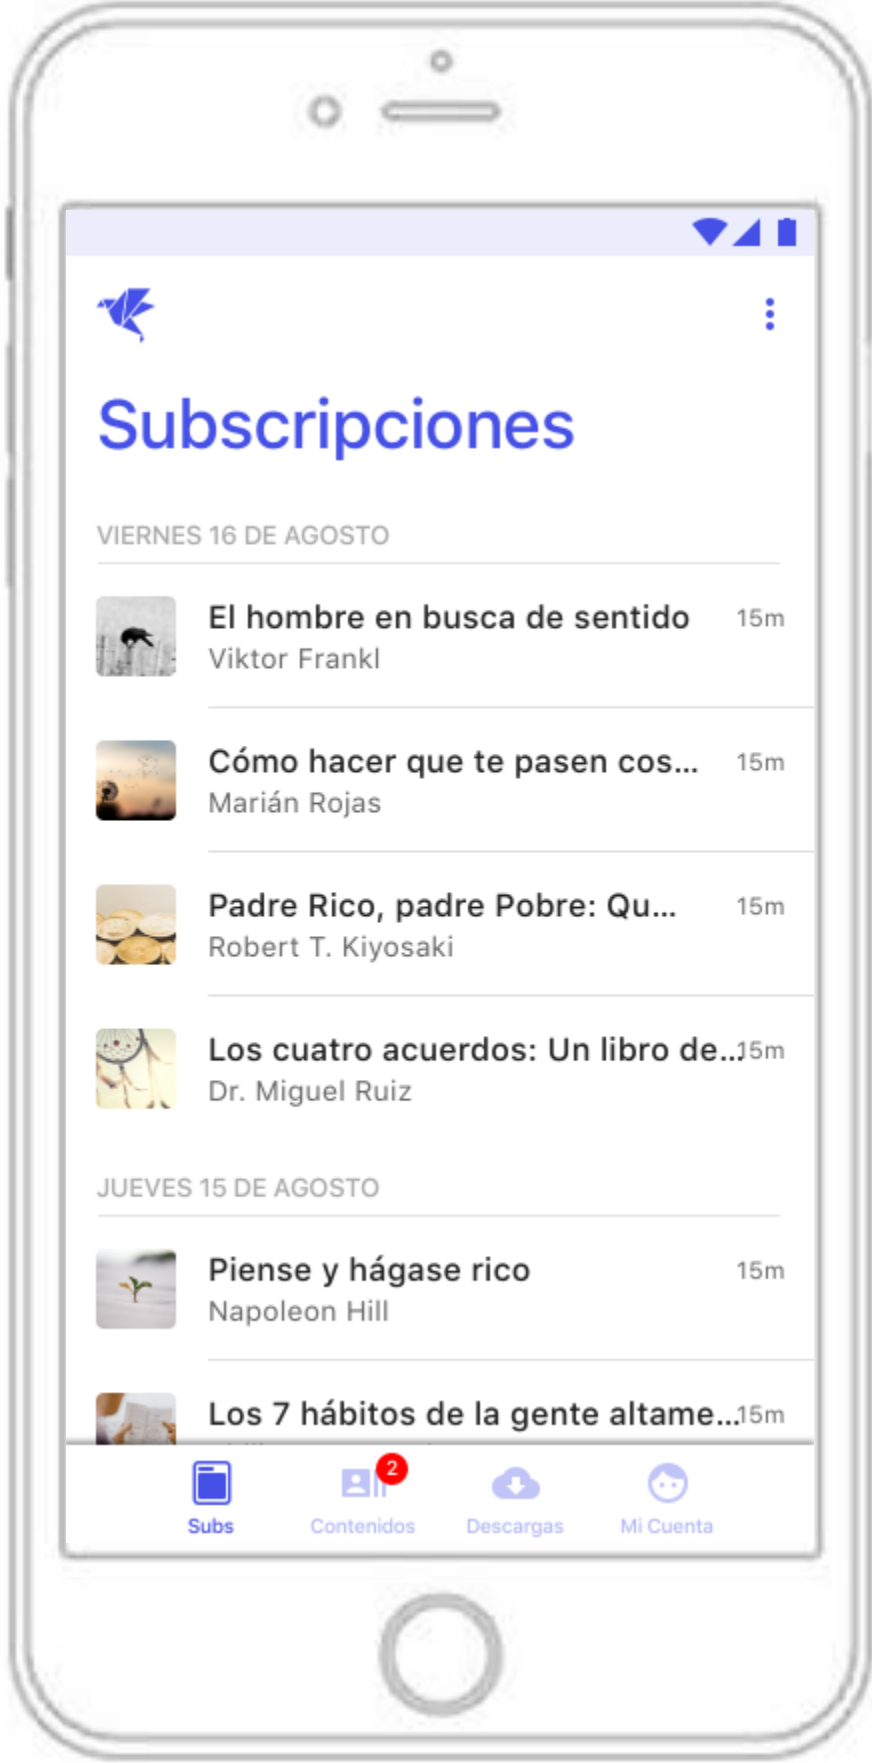 Subscripciones
VIERNES 16 DE AGOSTO
El hombre en busca de sentido 15m
Viktor Frankl
Cómo hacer que te pasen cos... 15m
Marián Rojas
Padre Rico, padre Pobre: Qu... 15m
Robert T. Kiyosaki
Los cuatro acuerdos: Un libro de... 15m
Dr. Miguel Ruiz
JUEVES 15 DE AGOSTO
Piense y hágase rico 15m
Napoleon Hill
Los 7 hábitos de la gente altame... 15m
2
Subs Contenidos Descargas Mi Cuenta